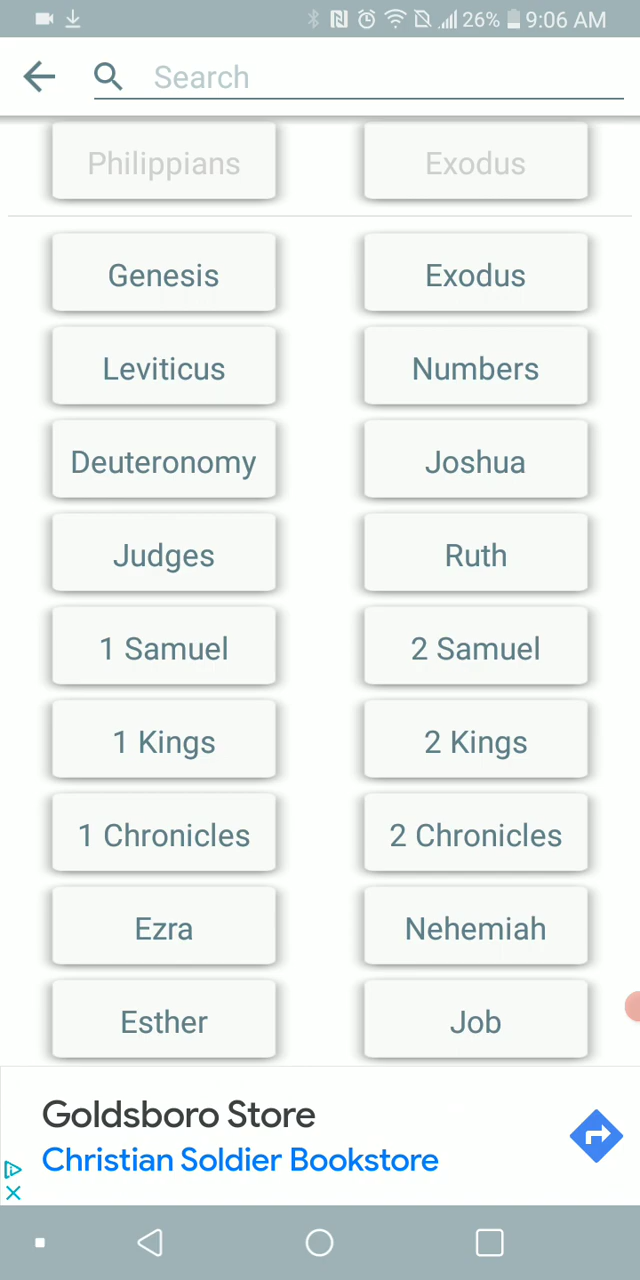 26% 9:06 AM
Search
Philippians Exodus
Genesis Exodus
Leviticus Numbers
Deuteronomy Joshua
Judges Ruth
1 Samuel 2 Samuel
1 Kings 2 Kings
1 Chronicles 2 Chronicles
Ezra Nehemiah
Esther Job
Goldsboro Store
Christian Soldier Bookstore